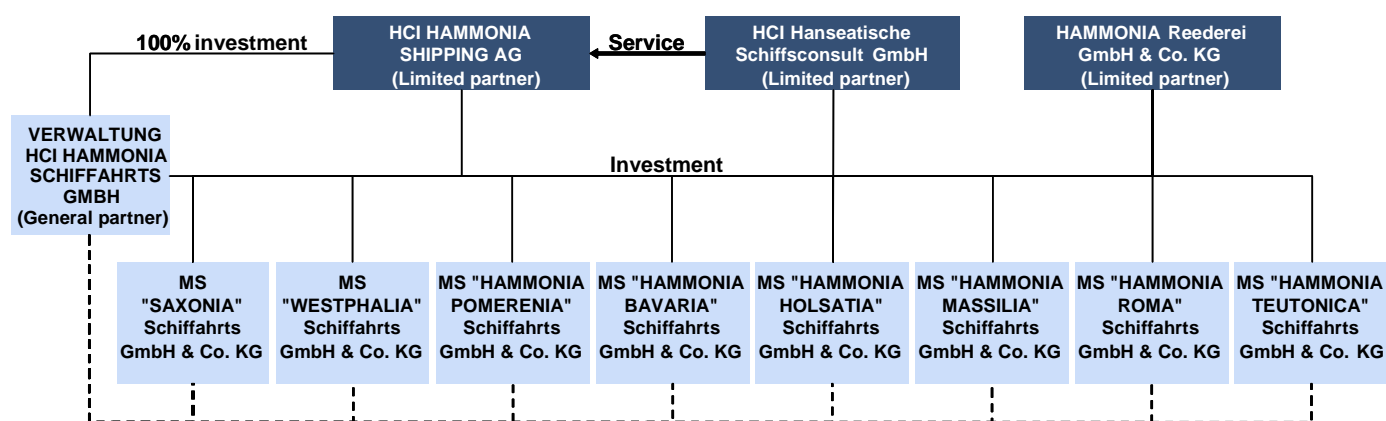 100% investment
HCI HAMMONIA
SHIPPING AG
(Limited partner)
Service
HCI Hanseatische
Schiffsconsult GmbH
(Limited partner)
HAMMONIA Reederei
GmbH & Co. KG
(Limited partner)
VERWALTUNG
HCI HAMMONIA
SCHIFFAHRTS
GMBH
(General partner)
Investment
MS
"SAXONIA"
Schiffahrts
GmbH & Co. KG
MS
"WESTPHALIA"
Schiffahrts
GmbH & Co. KG
MS "HAMMONIA
POMERENIA"
Schiffahrts
GmbH & Co. KG
MS "HAMMONIA
BAVARIA"
Schiffahrts
GmbH & Co. KG
MS "HAMMONIA
HOLSATIA"
Schiffahrts
GmbH & Co. KG
MS "HAMMONIA
MASSILIA"
Schiffahrts
GmbH & Co. KG
MS "HAMMONIA
ROMA"
Schiffahrts
GmbH & Co. KG
MS "HAMMONIA
TEUTONICA"
Schiffahrts
GmbH & Co. KG